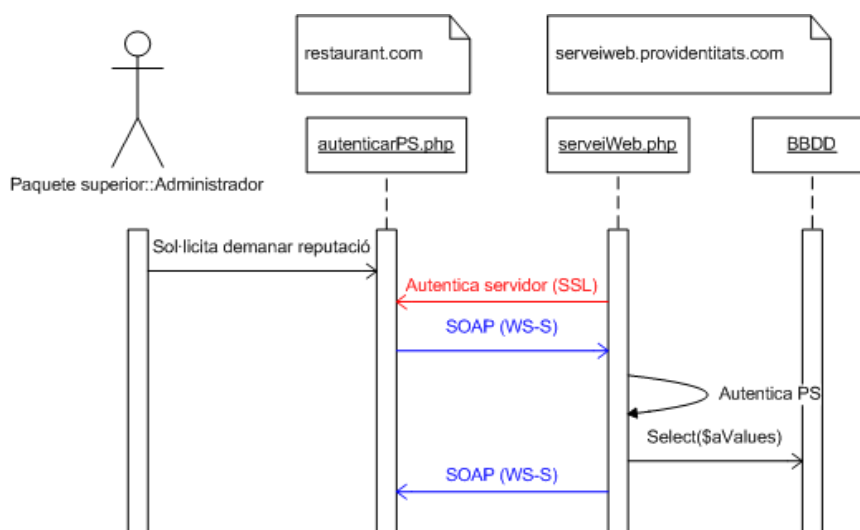 restaurant.com
serveiweb.providentitats.com
autenticarPS.php
serveiWeb.php
BBDD
Paquete superior::Administrador
Sol·licita demanar reputació
Autentica servidor (SSL)
SOAP (WS-S)
Autentica PS
Select($aValues)
SOAP (WS-S)